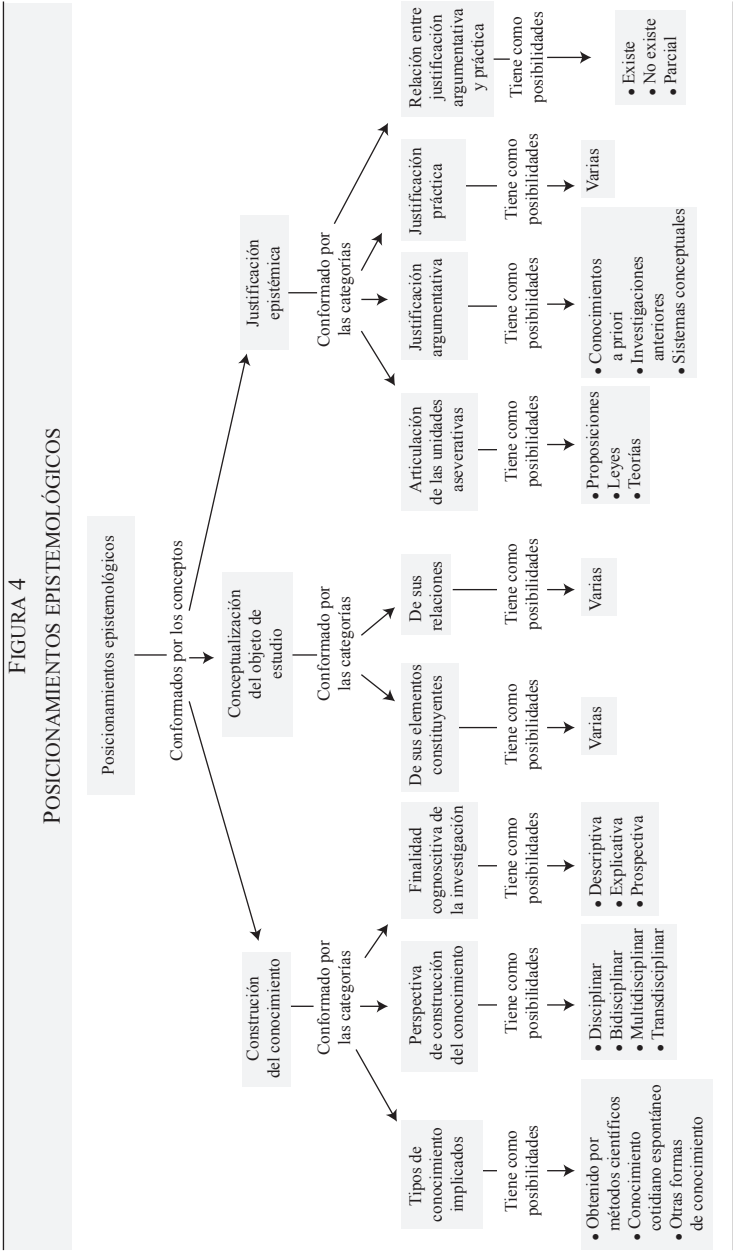 FIGURA 4
POSICIONAMIENTOS EPISTEMOLÓGICOS
Posicionamientos epistemológicos
Conformados por los conceptos
Construción
del conocimiento
Conformado por
las categorías
Tipos de
conocimiento
implicados
Tiene como
posibilidades
• Obtenido por
métodos científicos
• Conocimiento
cotidiano espontáneo
• Otras formas
de conocimiento
Perspectiva
de construcción
del conocimiento
Tiene como
posibilidades
• Disciplinar
• Bidisciplinar
• Multidisciplinar
• Transdisciplinar
Finalidad
cognoscitiva de
la investigación
Tiene como
posibilidades
• Descriptiva
• Explicativa
• Prospectiva
Conceptualización
del objeto de
estudio
Conformado por
las categorías
De sus elementos
constituyentes
Tiene como
posibilidades
Varias
De sus
relaciones
Tiene como
posibilidades
Varias
Justificación
epistémica
Conformado por
las categorías
Articulación
de las unidades
aseverativas
Tiene como
posibilidades
• Proposiciones
• Leyes
• Teorías
Justificación
argumentativa
Tiene como
posibilidades
• Conocimientos
a priori
• Investigaciones
anteriores
• Sistemas conceptuales
Justificación
práctica
Tiene como
posibilidades
Varias
Relación entre
justificación
argumentativa
y práctica
Tiene como
posibilidades
• Existe
• No existe
• Parcial